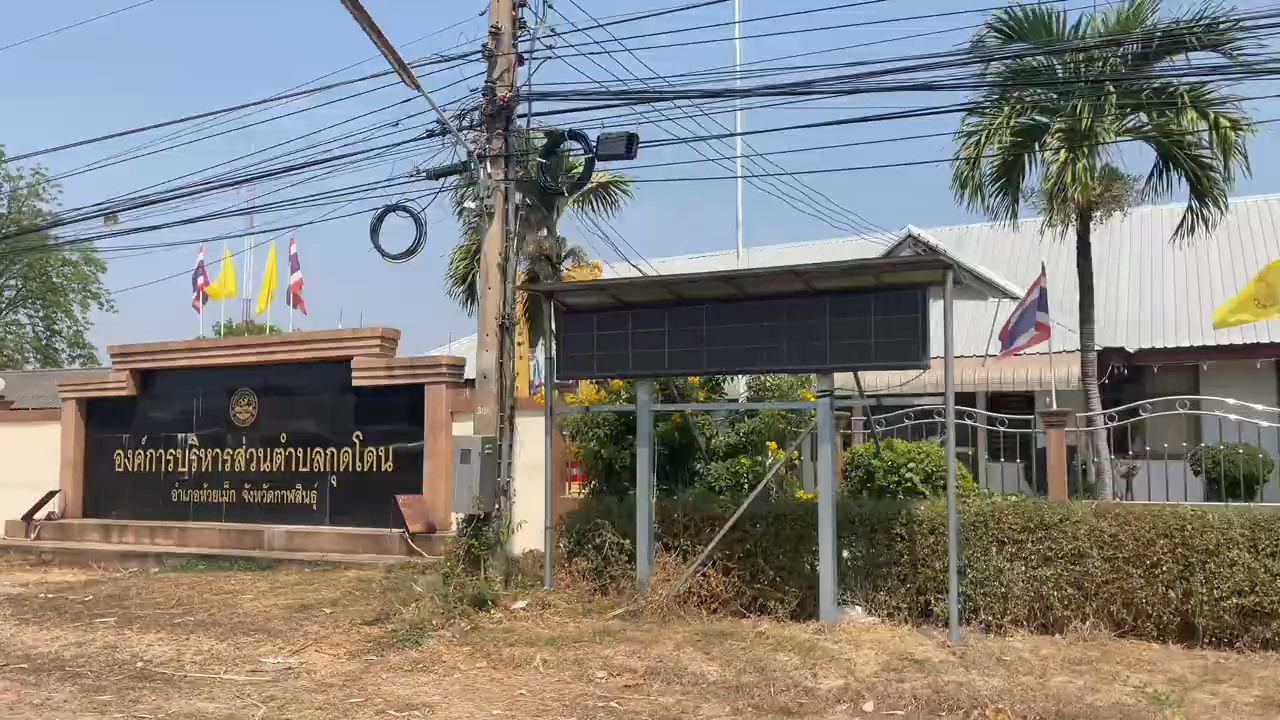 องค์การบริหารส่วนตำบลกุดโดน
อำเภอห้วยเม็ก จังหวัดกาฬสินธุ์